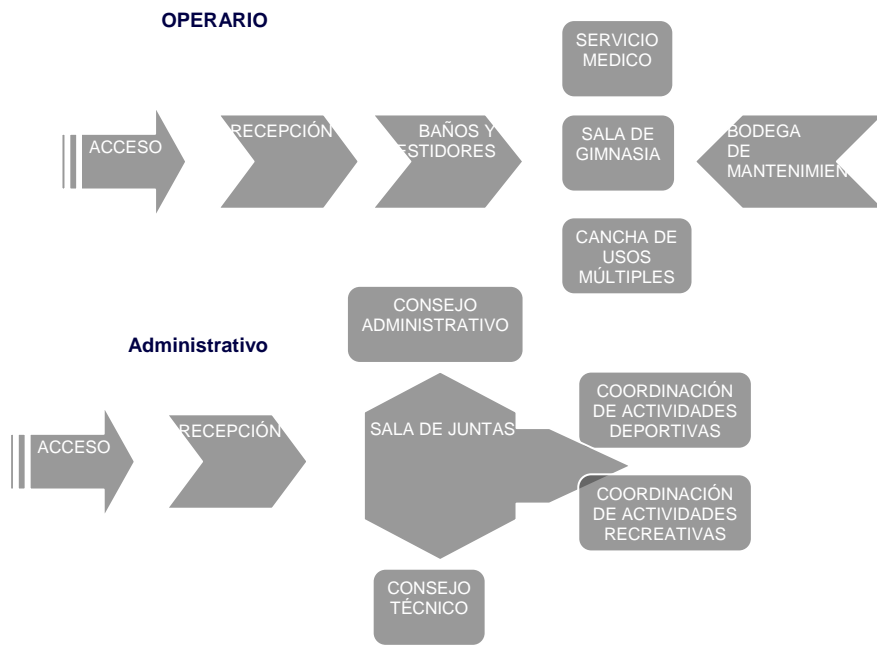 OPERARIO
SERVICIO
MEDICO
ACCESO
RECEPCIÓN
BAÑOS Y
ESTIDORES
SALA DE
GIMNASIA
BODEGA
DE
MANTENIMIEN
CANCHA DE
USOS
MÚLTIPLES
CONSEJO
ADMINISTRATIVO
Administrativo
ACCESO
RECEPCIÓN
SALA DE JUNTAS
COORDINACIÓN
DE ACTIVIDADES
DEPORTIVAS
COORDINACIÓN
DE ACTIVIDADES
RECREATIVAS
CONSEJO
TÉCNICO